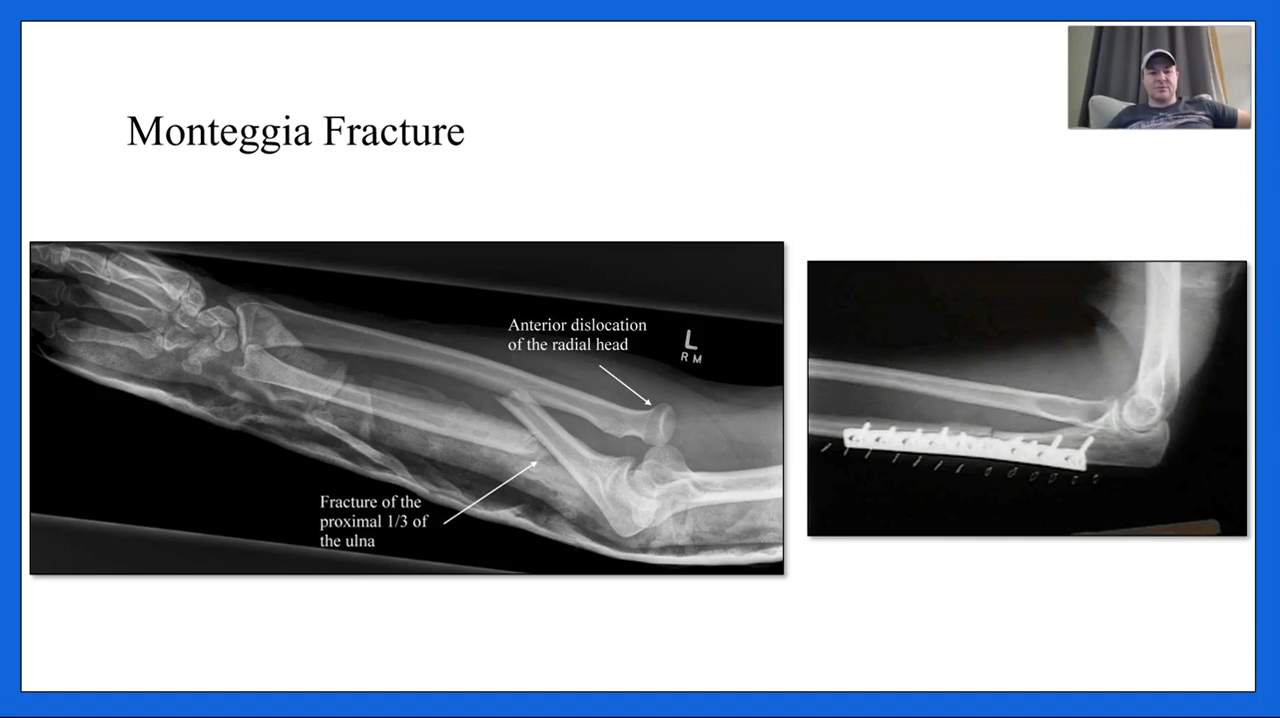 Monteggia Fracture
Anterior dislocation
of the radial head
L
R M
Fracture of the
proximal 1/3 of
the ulna